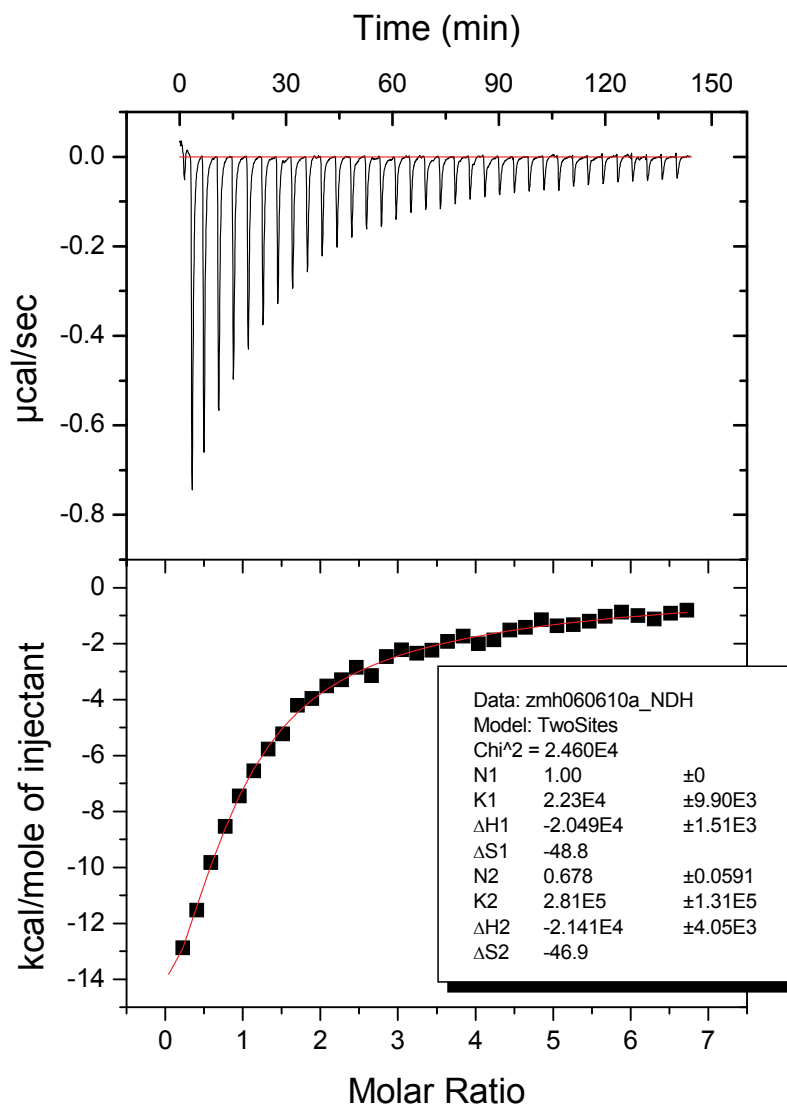 Time (min)
0 30 60 90 120 150
0.0
-0.2
-0.4
-0.6
-0.8
µcal/sec
0
-2
-4
-6
-8
-10
-12
-14
kcal/mole of injectant
Data: zmh060610a_NDH
Model: TwoSites
Chi^2 = 2.460E4
N1 1.00 ±0
K1 2.23E4 ±9.90E3
ΔH1 -2.049E4 ±1.51E3
ΔS1 -48.8
N2 0.678 ±0.0591
K2 2.81E5 ±1.31E5
ΔH2 -2.141E4 ±4.05E3
ΔS2 -46.9
0 1 2 3 4 5 6 7
Molar Ratio